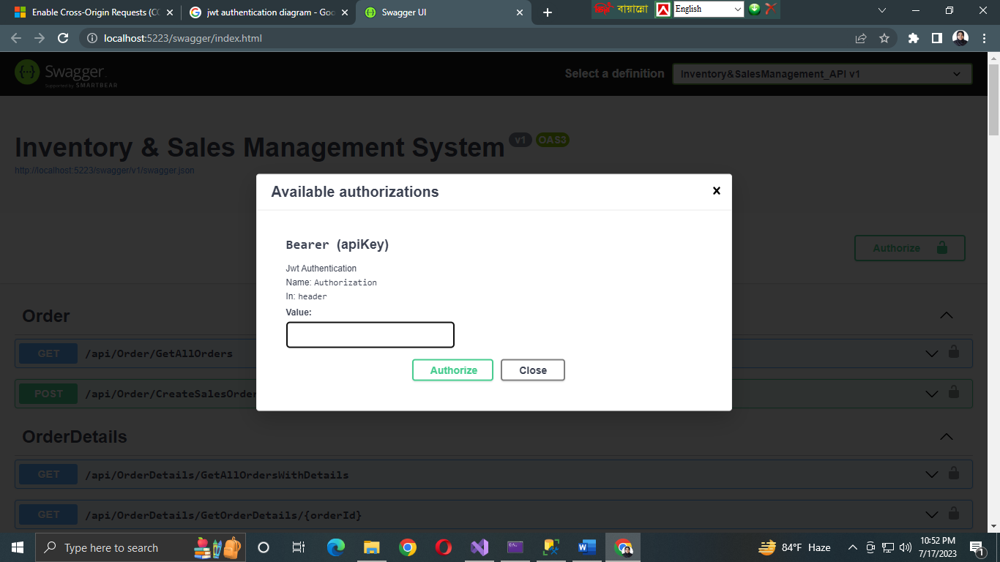 Enable Cross-Origin Requests (CO
jwt authentication diagram - Goo
Swagger UI
বায়ান্নো
English
localhost:5223/swagger/index.html
Swagger
Supported by SMARTBEAR
Select a definition
Inventory&SalesManagement_API v1
Inventory & Sales Management System
v1
OAS3
http://localhost:5223/swagger/v1/swagger.json
Available authorizations
Bearer (apiKey)
Jwt Authentication
Name: Authorization
In: header
Value:
Authorize
Close
Authorize
Order
GET /api/Order/GetAllOrders
POST /api/Order/CreateSalesOrder
OrderDetails
GET /api/OrderDetails/GetAllOrdersWithDetails
GET /api/OrderDetails/GetOrderDetails/{orderId}
Type here to search
84°F Haze
10:52 PM
7/17/2023
1